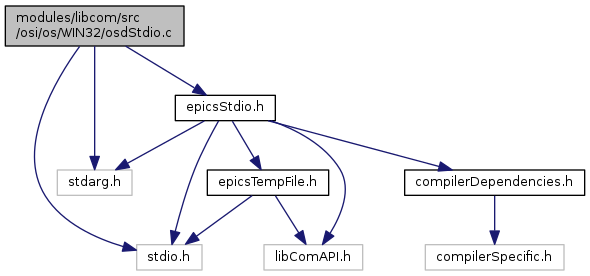 modules/libcom/src
/osi/os/WIN32/osdStdio.c
epicsStdio.h
stdarg.h
epicsTempFile.h
compilerDependencies.h
stdio.h
libComAPI.h
compilerSpecific.h